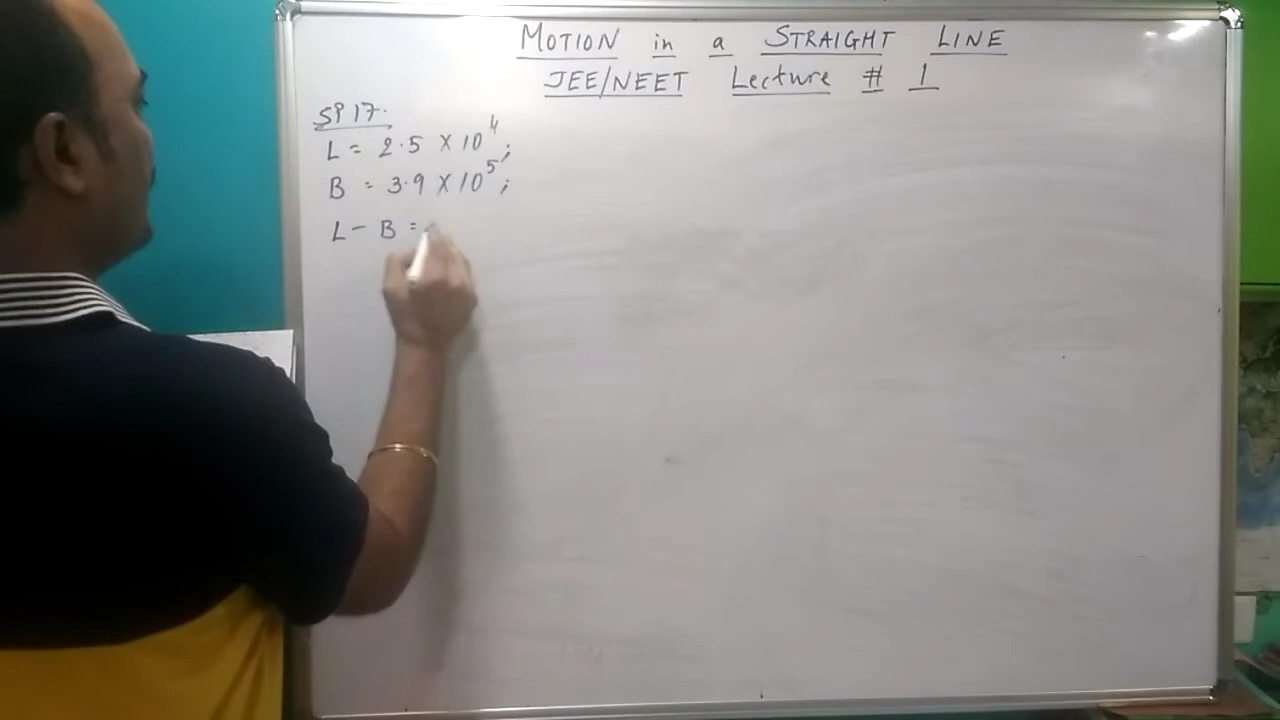 MOTION in a STRAIGHT LINE
JEE/NEET Lecture # 1
SP 17.
L = 2.5 × 10⁴;
B = 3.9 × 10⁵;
L - B =